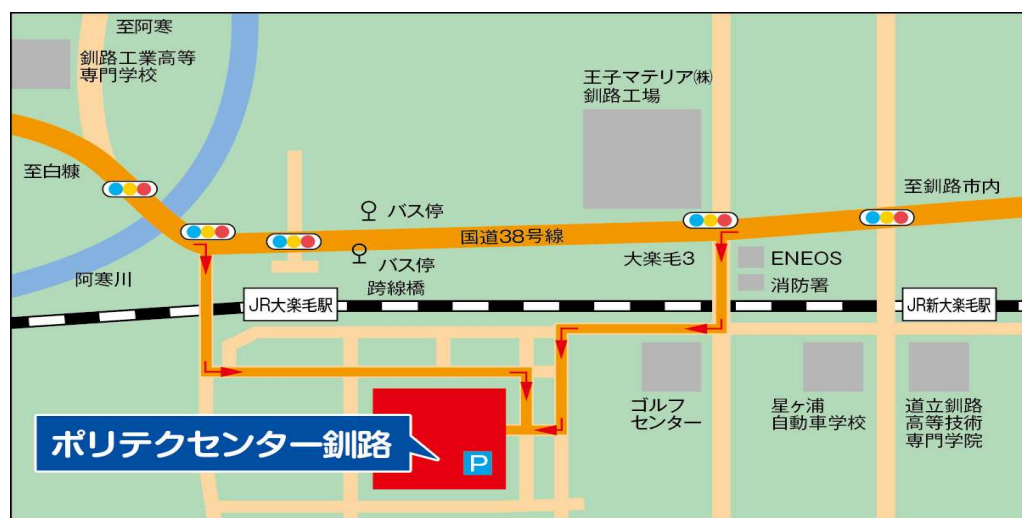 至阿寒
釧路工業高等
専門学校
王子マテリア㈱
釧路工場
至白糠
至釧路市内
バス停
国道38号線
バス停
大楽毛3
ENEOS
消防署
阿寒川
跨線橋
JR大楽毛駅
JR新大楽毛駅
ゴルフ
センター
星ヶ浦
自動車学校
道立釧路
高等技術
専門学院
ポリテクセンター釧路
P